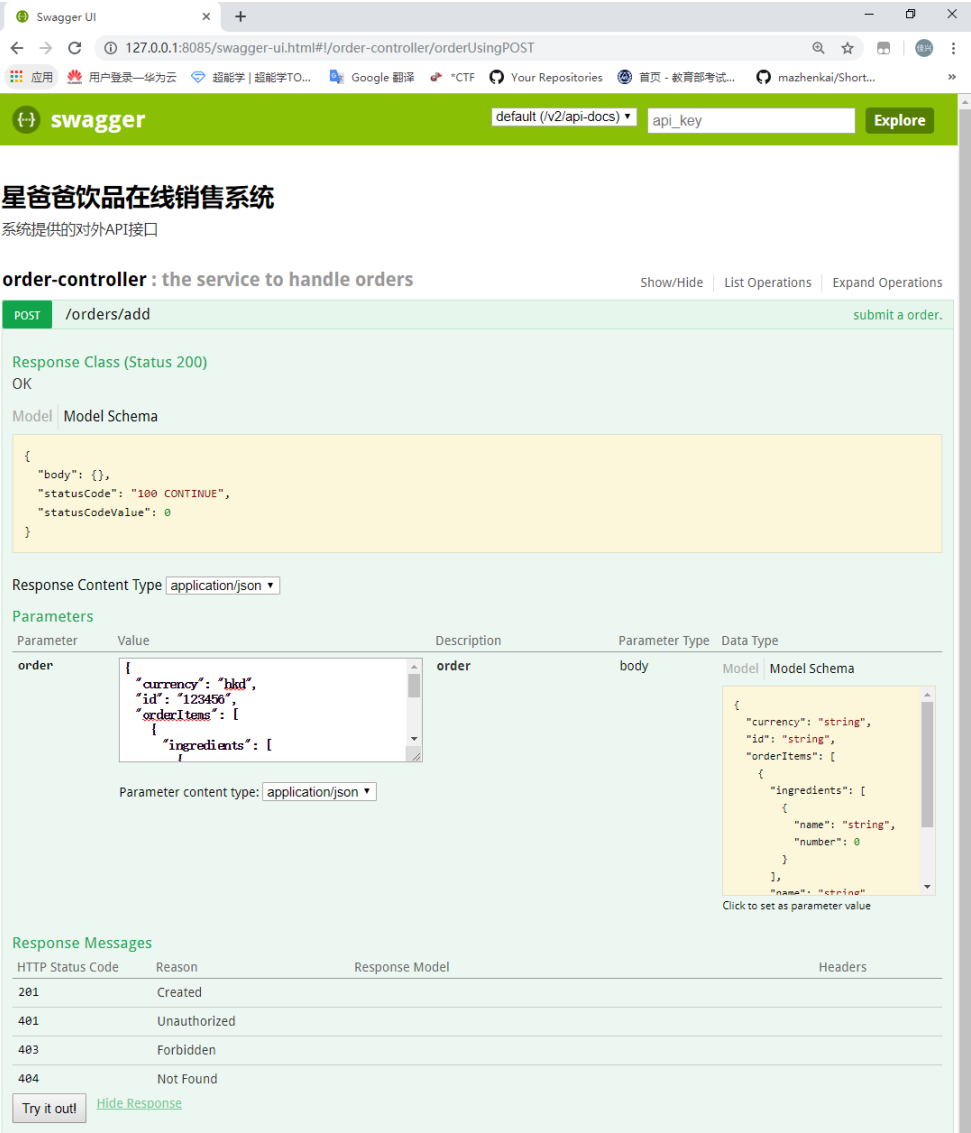 Swagger UI
127.0.0.1:8085/swagger-ui.html#!/order-controller/orderUsingPOST
应用 用户登录—华为云 超能学 | 超能学TO... Google 翻译 *CTF Your Repositories 首页 - 教育部考试... mazhenkai/Short... »
swagger default (/v2/api-docs) api_key Explore
星爸爸饮品在线销售系统
系统提供的对外API接口
order-controller : the service to handle orders Show/Hide List Operations Expand Operations
POST /orders/add submit a order.
Response Class (Status 200)
OK
Model Model Schema
{
"body": {},
"statusCode": "100 CONTINUE",
"statusCodeValue": 0
}
Response Content Type application/json
Parameters
Parameter Value Description Parameter Type Data Type
order order body Model Model Schema
{
"currency": "hkd",
"id": "123456",
"orderItems": [
{
"ingredients": [
{
Parameter content type: application/json
{
"currency": "string",
"id": "string",
"orderItems": [
{
"ingredients": [
{
"name": "string",
"number": 0
}
],
"name": "string"
Click to set as parameter value
Response Messages
HTTP Status Code Reason Response Model Headers
201 Created
401 Unauthorized
403 Forbidden
404 Not Found
Try it out! Hide Response